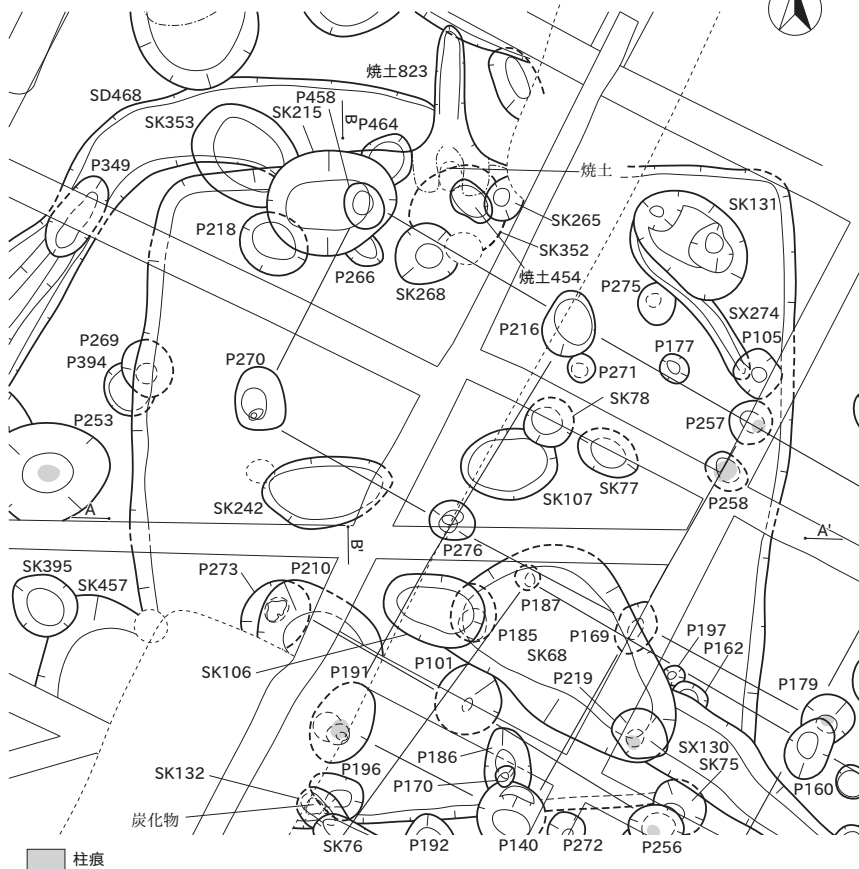 焼土823
P458
SD468
SK215
B
P464
SK353
P349
焼土
SK131
SK265
P218
SK352
P266
焼土454
SK268
P275
SX274
P216
P105
P269
P177
P394
P270
P271
SK78
P253
P257
SK77
SK107
P258
SK242
A
A'
P276
B'
SK395
P273
P210
SK457
P187
P185
P169
P197
SK68
P162
P101
SK106
P191
P219
P179
SX130
P186
SK75
SK132
P196
P170
P160
炭化物
SK76
P192
P140
P272
P256
柱痕